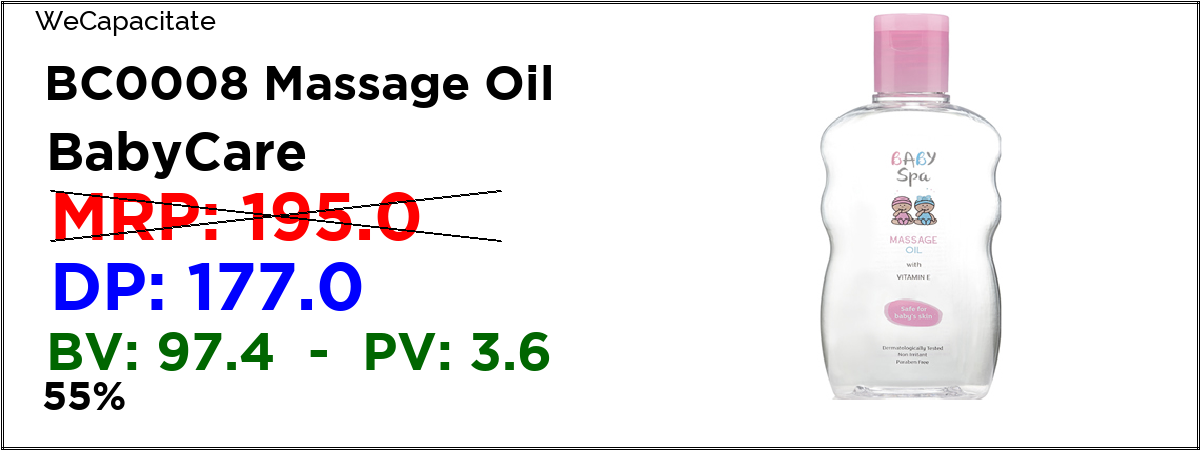 WeCapacitate
BC0008 Massage Oil
BabyCare
MRP: 195.0
DP: 177.0
BV: 97.4 - PV: 3.6
55%
BABY
Spa
MASSAGE
OIL
with
VITAMIN E
Safe for
baby's skin
Dermatologically Tested
Non Irritant
Paraben Free